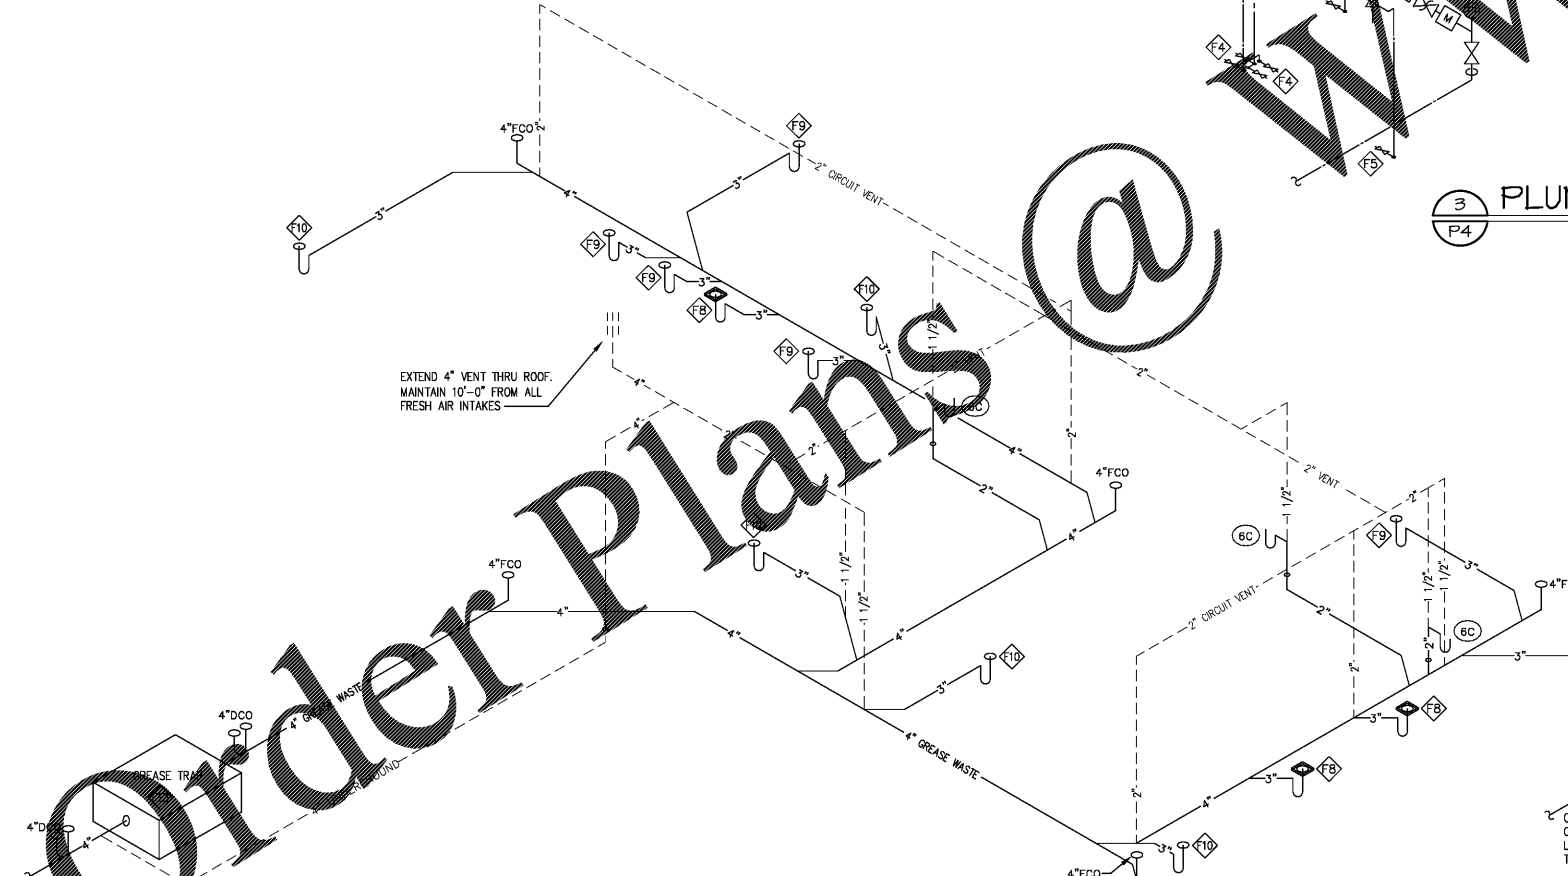 M
F4
F4
F5
3
P4
PLU
4"FCO
2"
F9
2" CIRCUIT VENT
3"
4"
3"
F10
F9
3"
F9
3"
F8
3"
F10
3"
F9
3"
1 1/2"
6C
EXTEND 4" VENT THRU ROOF.
MAINTAIN 10'-0" FROM ALL
FRESH AIR INTAKES
4"
4"
2"
2"
2"
4"
2"
4"FCO
4"
2" VENT
2"
1 1/2"
6C
F9
3"
4"F
2"
1 1/2"
1 1/2"
6C
2"
2" CIRCUIT VENT
2"
3"
3"
F8
3"
F8
4"
2"
3"
F10
4"FCO
4"FCO
4"
4"
3"
1 1/2"
1 1/2"
4"
3"
F10
4" GREASE WASTE
4" GREASE WASTE
4"DCO
GREASE TRAP
4"DCO
4"
Order Plans @ WW